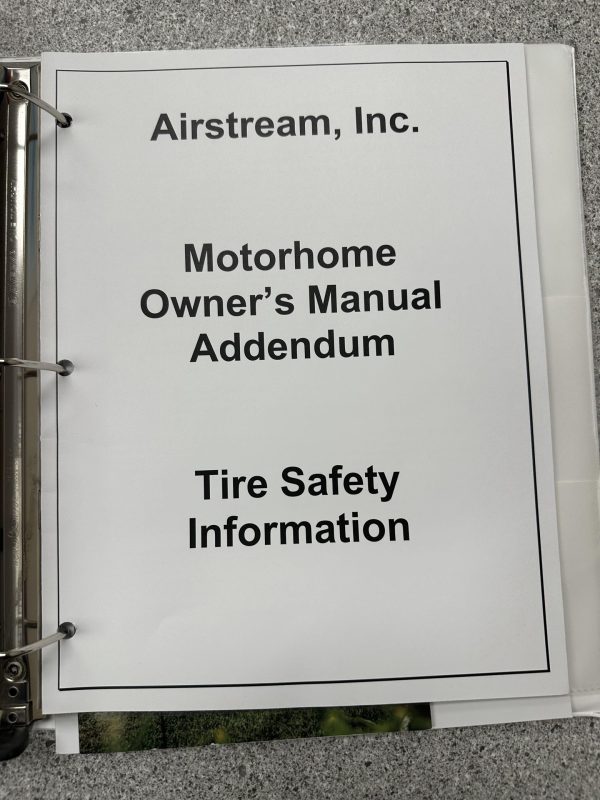 Airstream, Inc.
Motorhome
Owner’s Manual
Addendum
Tire Safety
Information